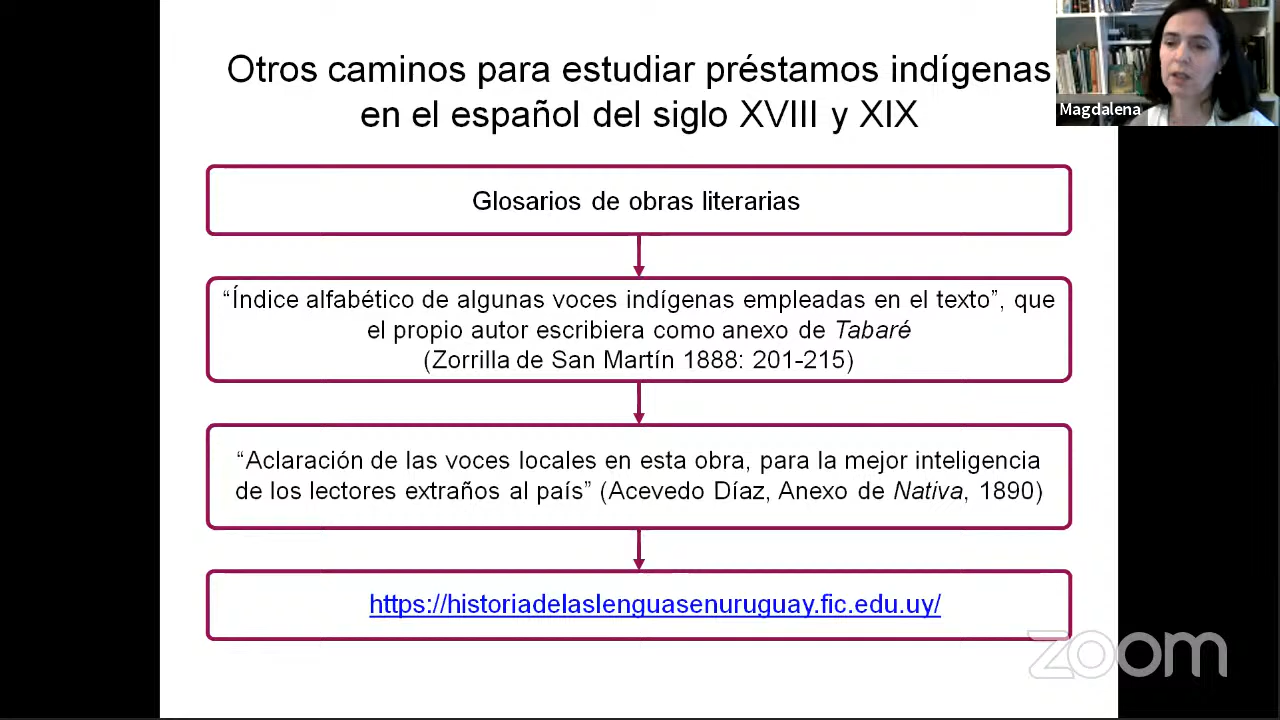 Otros caminos para estudiar préstamos indígenas
en el español del siglo XVIII y XIX
Magdalena
Glosarios de obras literarias
“Índice alfabético de algunas voces indígenas empleadas en el texto”, que
el propio autor escribiera como anexo de Tabaré
(Zorrilla de San Martín 1888: 201-215)
“Aclaración de las voces locales en esta obra, para la mejor inteligencia
de los lectores extraños al país” (Acevedo Díaz, Anexo de Nativa, 1890)
https://historiadelaslenguasenuruguay.fic.edu.uy/
zoom